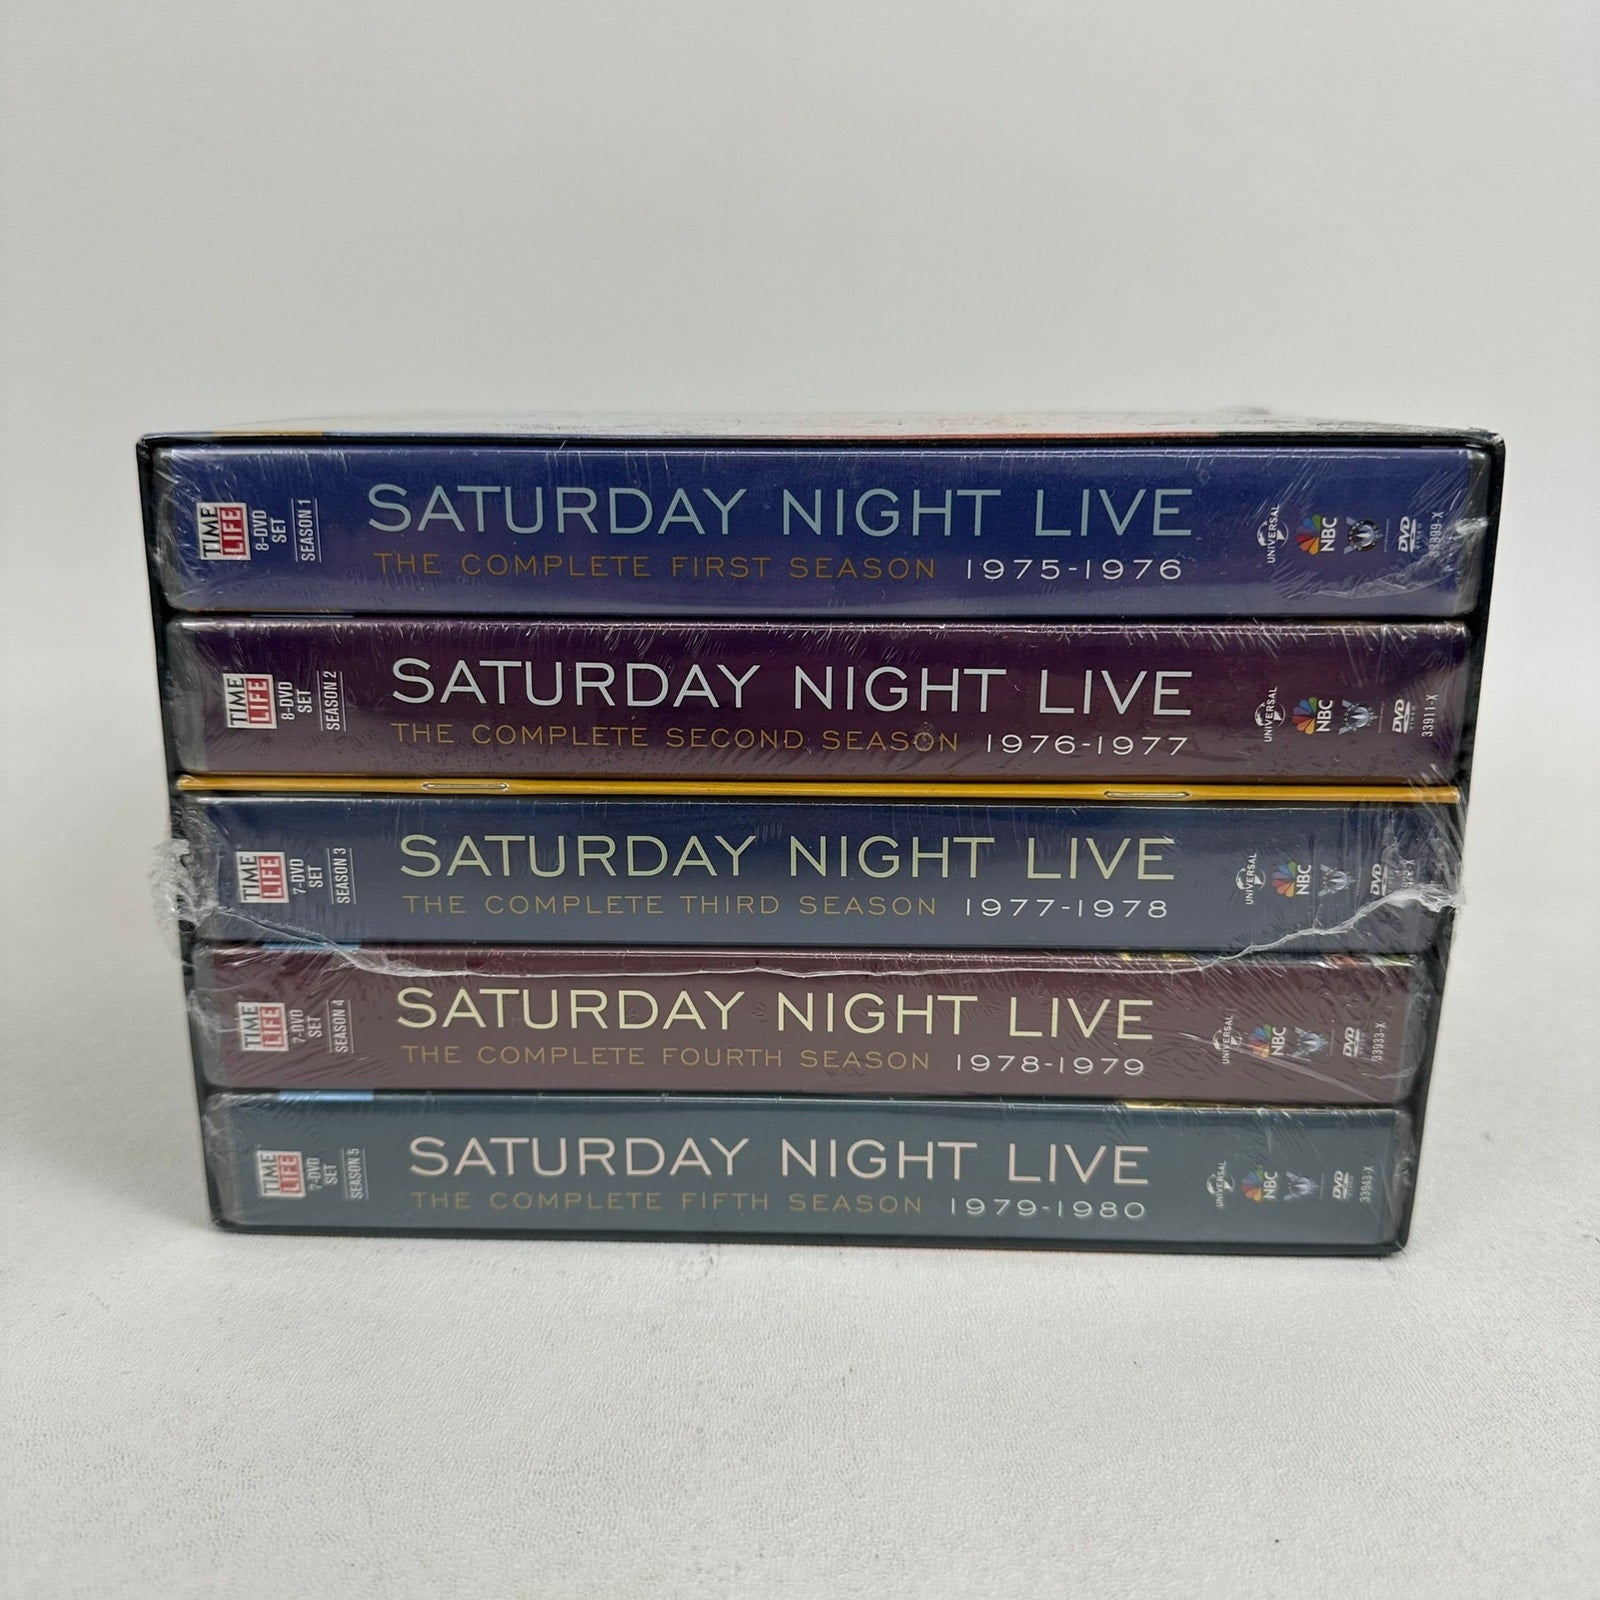 TIME
LIFE
8-DVD
SET
SEASON 1
SATURDAY NIGHT LIVE
THE COMPLETE FIRST SEASON 1975-1976
UNIVERSAL
NBC
DVD
VIDEO
33899-X
TIME
LIFE
8-DVD
SET
SEASON 2
SATURDAY NIGHT LIVE
THE COMPLETE SECOND SEASON 1976-1977
UNIVERSAL
NBC
DVD
VIDEO
33911-X
TIME
LIFE
7-DVD
SET
SEASON 3
SATURDAY NIGHT LIVE
THE COMPLETE THIRD SEASON 1977-1978
UNIVERSAL
NBC
DVD
TIME
LIFE
7-DVD
SET
SEASON 4
SATURDAY NIGHT LIVE
THE COMPLETE FOURTH SEASON 1978-1979
UNIVERSAL
NBC
DVD
33933-X
TIME
LIFE
7-DVD
SET
SEASON 5
SATURDAY NIGHT LIVE
THE COMPLETE FIFTH SEASON 1979-1980
UNIVERSAL
NBC
DVD
33943-X